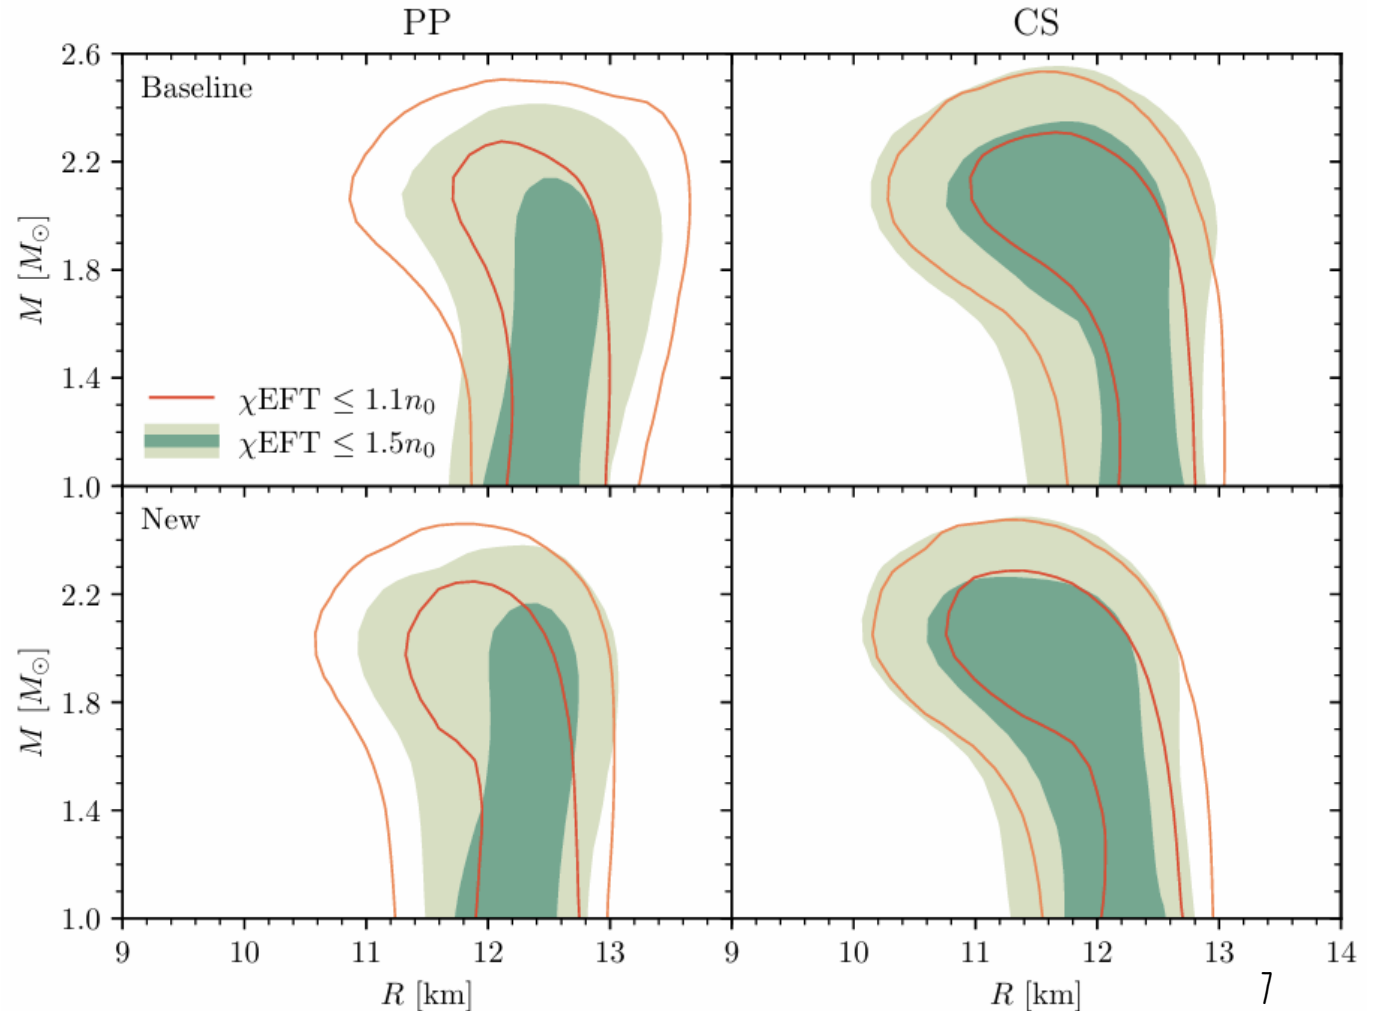 PP CS
2.6
Baseline
2.2
M [M⊙]
1.8
1.4
χEFT ≤ 1.1n₀
χEFT ≤ 1.5n₀
1.0
New
2.2
M [M⊙]
1.8
1.4
1.0
9 10 11 12 13 9 10 11 12 13 14
R [km] R [km]
7